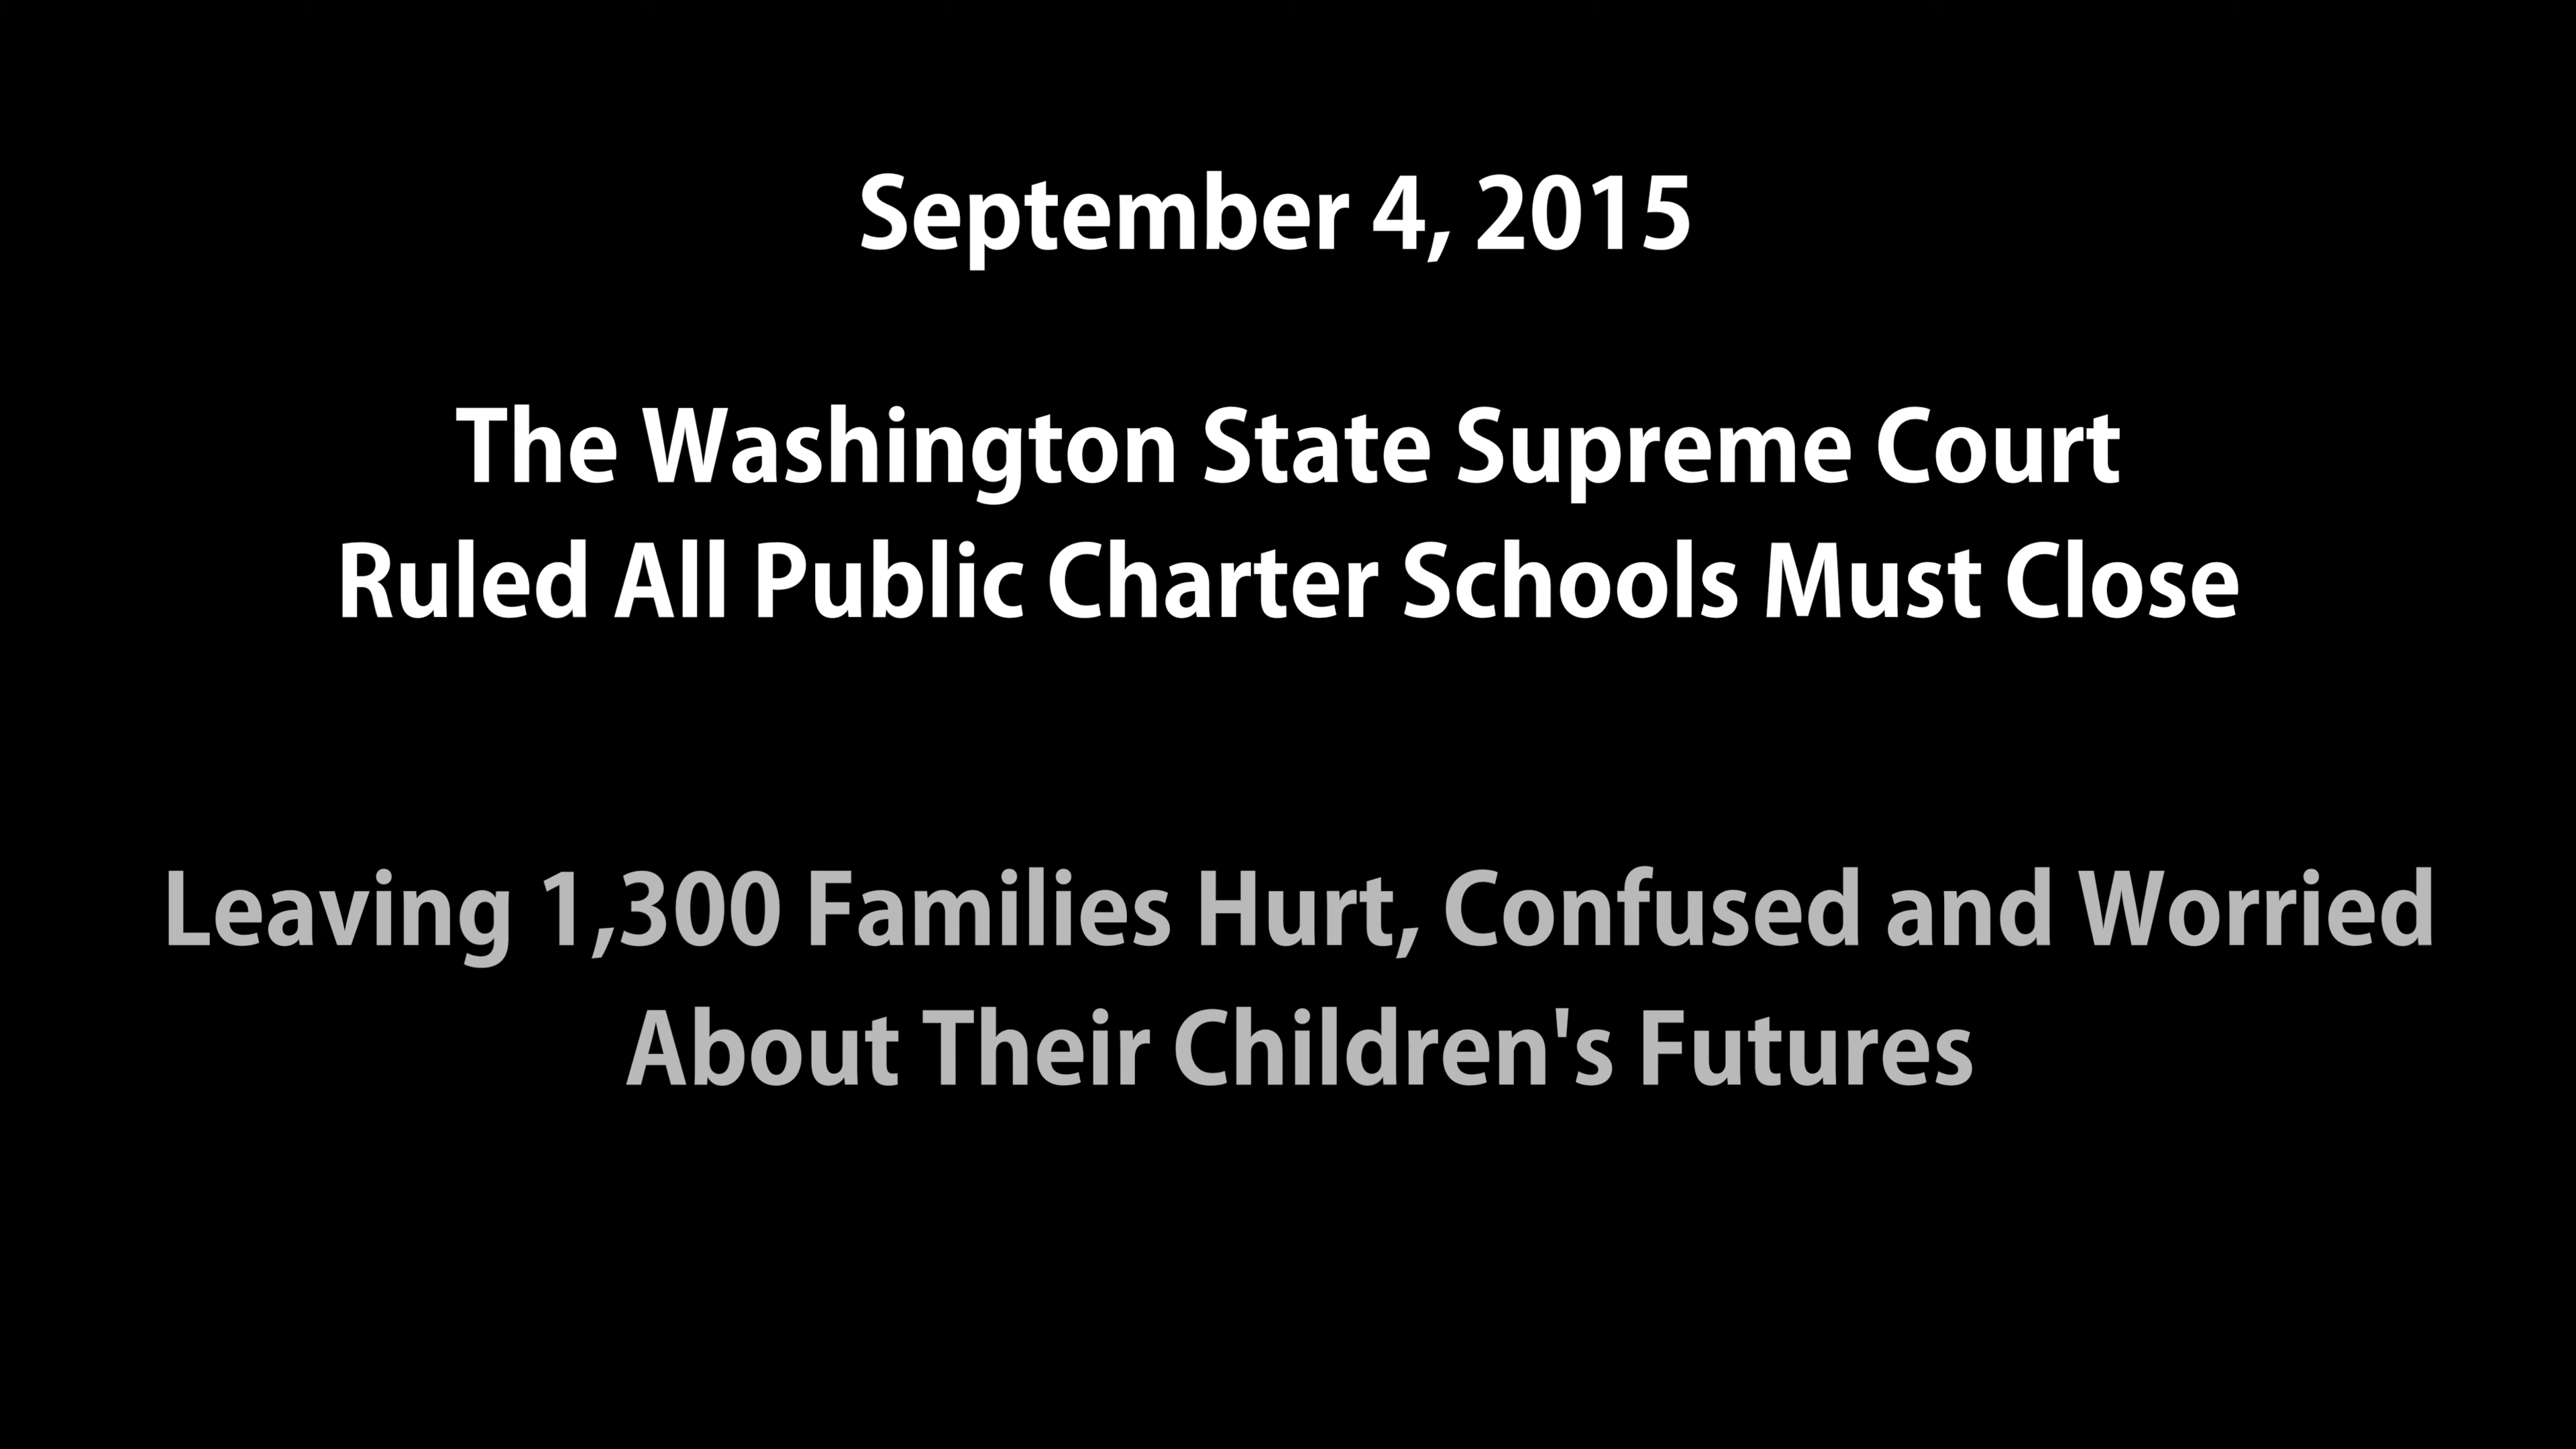 September 4, 2015
The Washington State Supreme Court
Ruled All Public Charter Schools Must Close
Leaving 1,300 Families Hurt, Confused and Worried
About Their Children's Futures